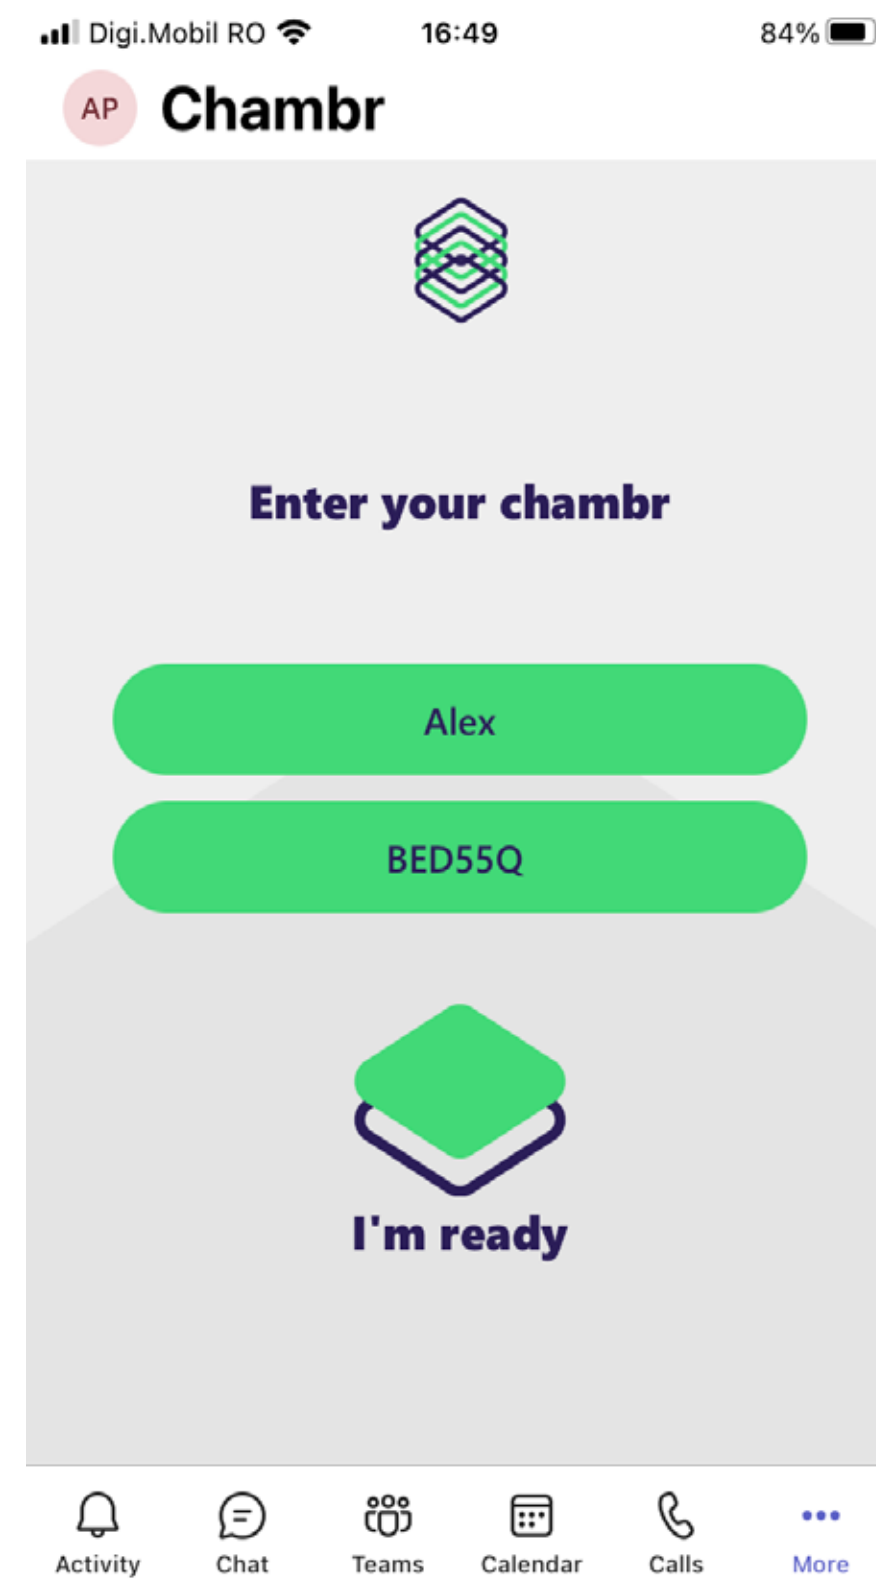 Digi.Mobil RO 16:49 84%
AP Chambr
Enter your chambr
Alex
BED55Q
I'm ready
Activity Chat Teams Calendar Calls More